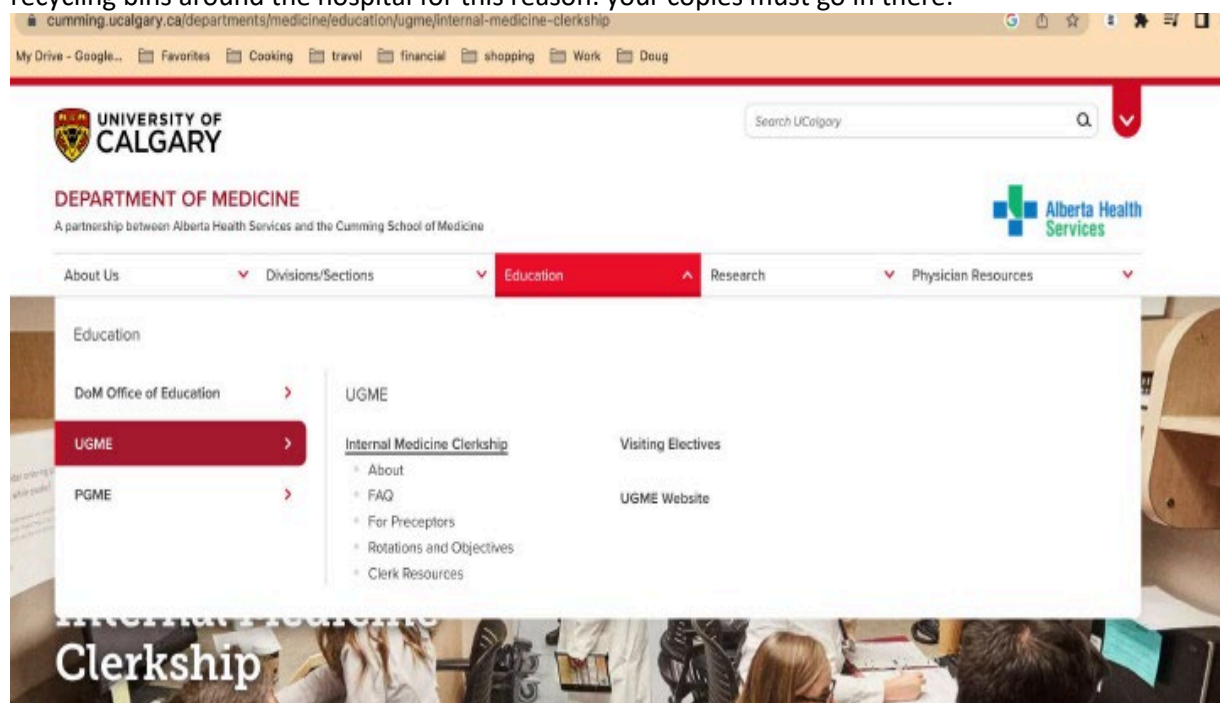 recycling bins around the hospital for this reason. your copies must go in there.
cumming.ucalgary.ca/departments/medicine/education/ugme/internal-medicine-clerkship
My Drive - Google... Favorites Cooking travel financial shopping Work Doug
UNIVERSITY OF
CALGARY
Search UCalgary
DEPARTMENT OF MEDICINE
A partnership between Alberta Health Services and the Cumming School of Medicine
Alberta Health
Services
About Us Divisions/Sections Education Research Physician Resources
Education
DoM Office of Education
UGME
PGME
UGME
Internal Medicine Clerkship
About
FAQ
For Preceptors
Rotations and Objectives
Clerk Resources
Visiting Electives
UGME Website
Internal Medicine
Clerkship